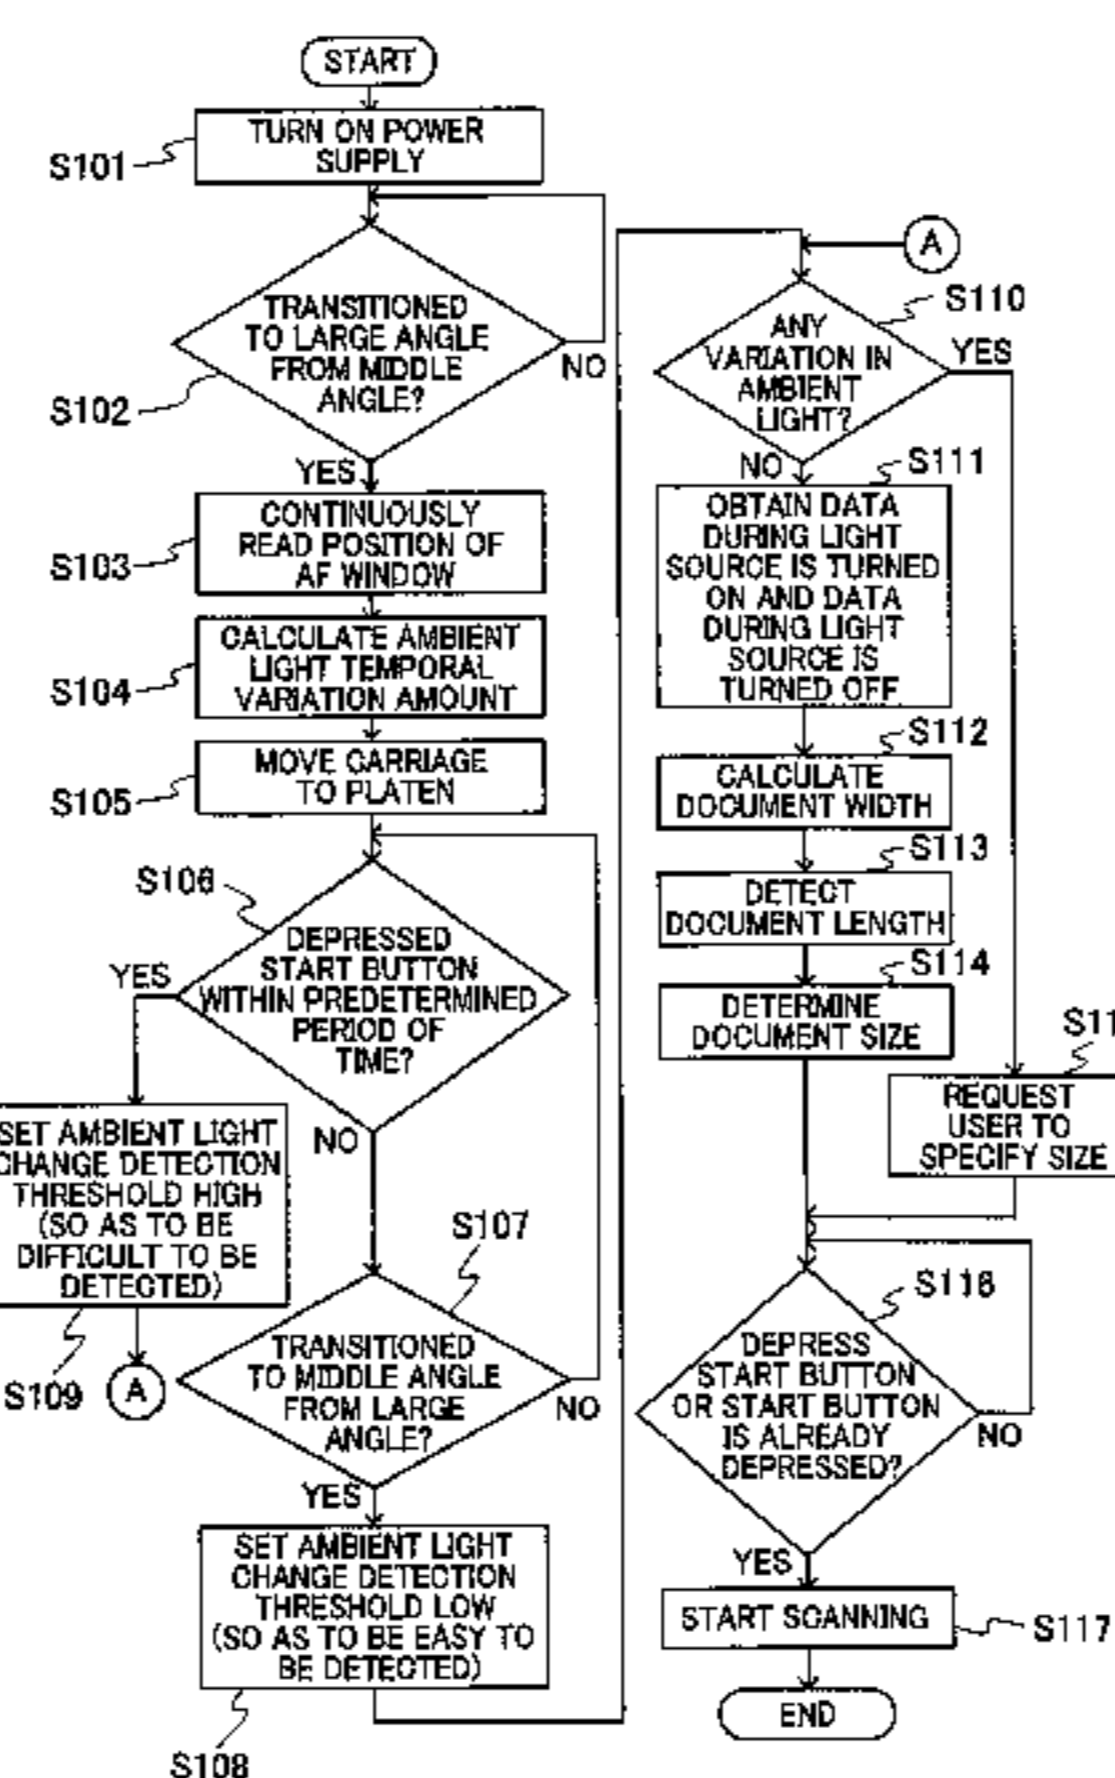 START
TURN ON POWER
SUPPLY
S101
TRANSITIONED
TO LARGE ANGLE
FROM MIDDLE
ANGLE?
NO
S102
YES
CONTINUOUSLY
READ POSITION OF
AF WINDOW
S103
CALCULATE AMBIENT
LIGHT TEMPORAL
VARIATION AMOUNT
S104
MOVE CARRIAGE
TO PLATEN
S105
S106
DEPRESSED
START BUTTON
WITHIN PREDETERMINED
PERIOD OF
TIME?
YES
NO
SET AMBIENT LIGHT
CHANGE DETECTION
THRESHOLD HIGH
(SO AS TO BE
DIFFICULT TO BE
DETECTED)
S109
A
S107
TRANSITIONED
TO MIDDLE ANGLE
FROM LARGE
ANGLE?
NO
YES
SET AMBIENT LIGHT
CHANGE DETECTION
THRESHOLD LOW
(SO AS TO BE EASY TO
BE DETECTED)
S108
A
S110
ANY
VARIATION IN
AMBIENT
LIGHT?
YES
NO
S111
OBTAIN DATA
DURING LIGHT
SOURCE IS TURNED
ON AND DATA
DURING LIGHT
SOURCE IS
TURNED OFF
S112
CALCULATE
DOCUMENT WIDTH
S113
DETECT
DOCUMENT LENGTH
S114
DETERMINE
DOCUMENT SIZE
S11
REQUEST
USER TO
SPECIFY SIZE
S116
DEPRESS
START BUTTON
OR START BUTTON
IS ALREADY
DEPRESSED?
NO
YES
START SCANNING
S117
END